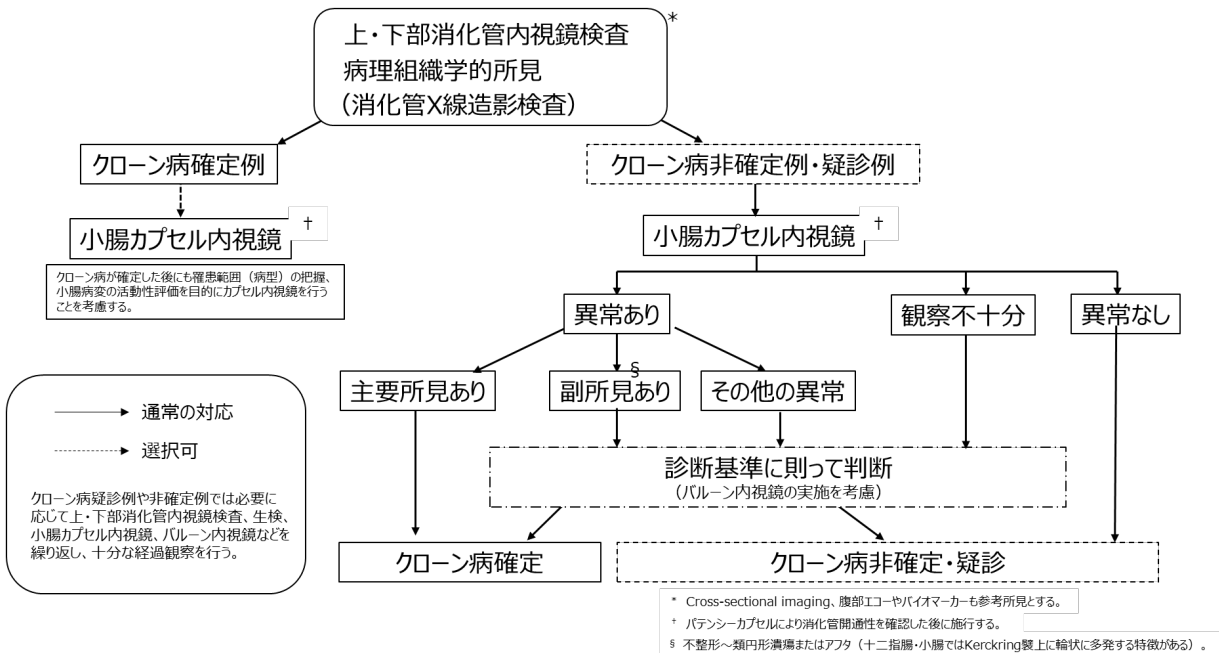 上・下部消化管内視鏡検査
病理組織学的所見
（消化管X線造影検査）
*
クローン病確定例
クローン病非確定例・疑診例
小腸カプセル内視鏡
†
小腸カプセル内視鏡
†
クローン病が確定した後にも罹患範囲（病型）の把握、
小腸病変の活動性評価を目的にカプセル内視鏡を行う
ことを考慮する。
異常あり
観察不十分
異常なし
主要所見あり
副所見あり
§
その他の異常
診断基準に則って判断
（バルーン内視鏡の実施を考慮）
クローン病確定
クローン病非確定・疑診
通常の対応
選択可
クローン病疑診例や非確定例では必要に
応じて上・下部消化管内視鏡検査、生検、
小腸カプセル内視鏡、バルーン内視鏡などを
繰り返し、十分な経過観察を行う。
* Cross-sectional imaging、腹部エコーやバイオマーカーも参考所見とする。
† パテンシーカプセルにより消化管開通性を確認した後に施行する。
§ 不整形～類円形潰瘍またはアフタ（十二指腸・小腸ではKerckring襞上に輪状に多発する特徴がある）。